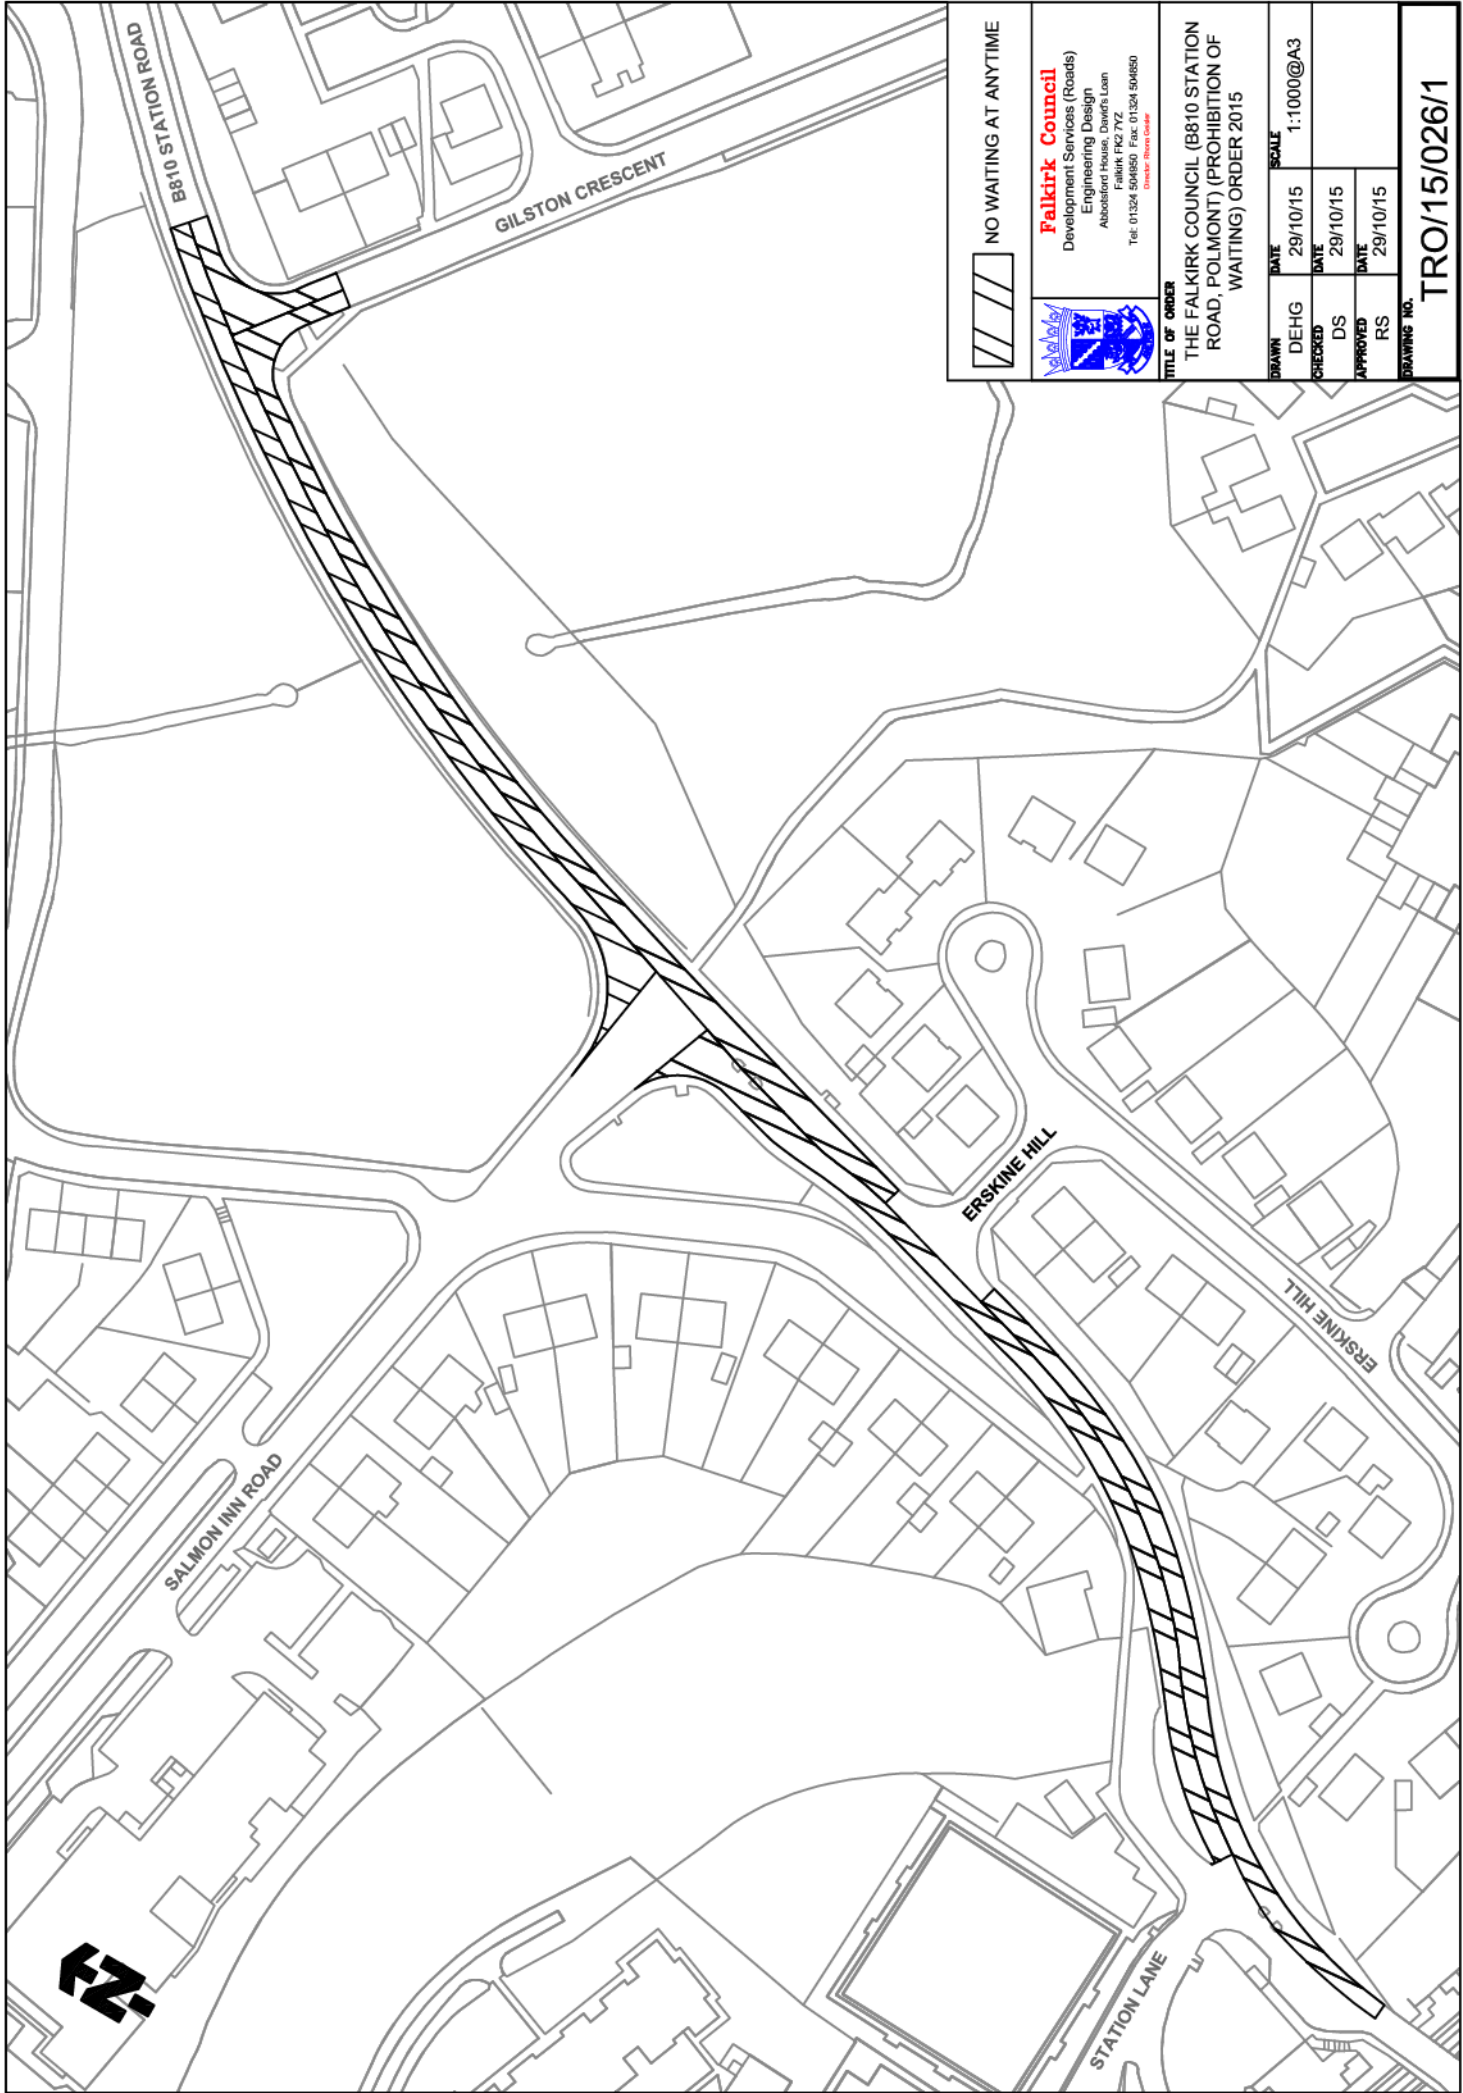 B810 STATION ROAD
GILSTON CRESCENT
SALMON INN ROAD
ERSKINE HILL
ERSKINE HILL
STATION LANE
N
NO WAITING AT ANYTIME
Falkirk Council
Development Services (Roads)
Engineering Design
Abbotsford House, David's Loan
Falkirk FK2 7YZ
Tel: 01324 504950 Fax: 01324 504850
TITLE OF ORDER
THE FALKIRK COUNCIL (B810 STATION
ROAD, POLMONT) (PROHIBITION OF
WAITING) ORDER 2015
DRAWN DATE SCALE
DEHG 29/10/15 1:1000@A3
CHECKED DATE
DS 29/10/15
APPROVED DATE
RS 29/10/15
DRAWING NO.
TRO/15/026/1